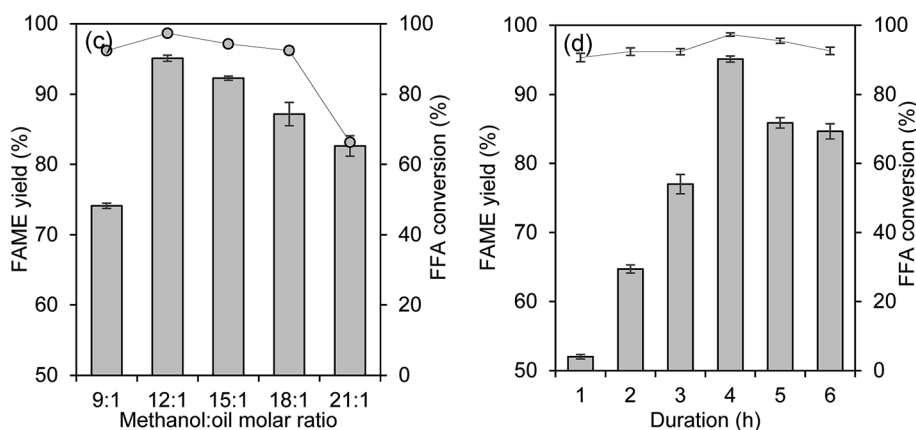 (c)
FAME yield (%)
100
90
80
70
60
50
FFA conversion (%)
100
80
60
40
20
0
9:1 12:1 15:1 18:1 21:1
Methanol:oil molar ratio
(d)
FAME yield (%)
100
90
80
70
60
50
FFA conversion (%)
100
80
60
40
20
0
1 2 3 4 5 6
Duration (h)